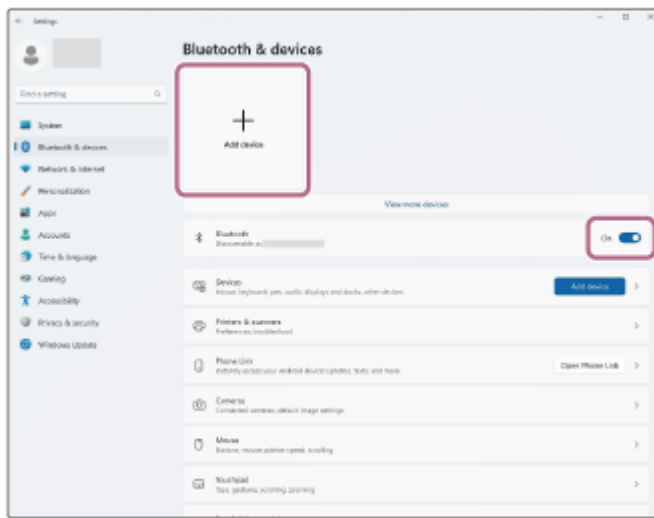 Settings
Bluetooth & devices
Find a setting
System
Bluetooth & devices
Network & internet
Personalization
Apps
Accounts
Time & language
Gaming
Accessibility
Privacy & security
Windows Update
Add device
View more devices
Bluetooth
Discoverable as
On
Devices
Mouse, keyboard, pen, audio, displays and docks, other devices
Add device
Printers & scanners
Preferences, troubleshoot
Phone Link
Instantly access your Android device's photos, texts, and more
Open Phone Link
Cameras
Connected cameras, default image settings
Mouse
Buttons, mouse pointer speed, scrolling
Touchpad
Taps, gestures, scrolling, zooming